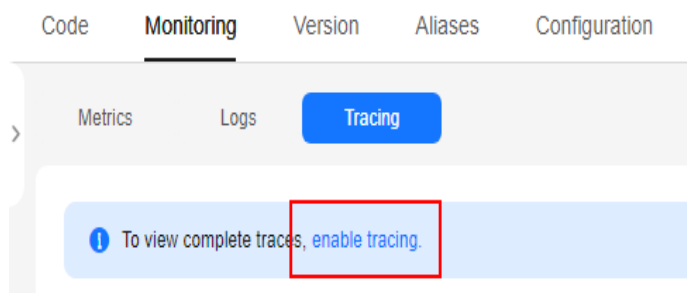 Code Monitoring Version Aliases Configuration
Metrics Logs Tracing
To view complete traces, enable tracing.